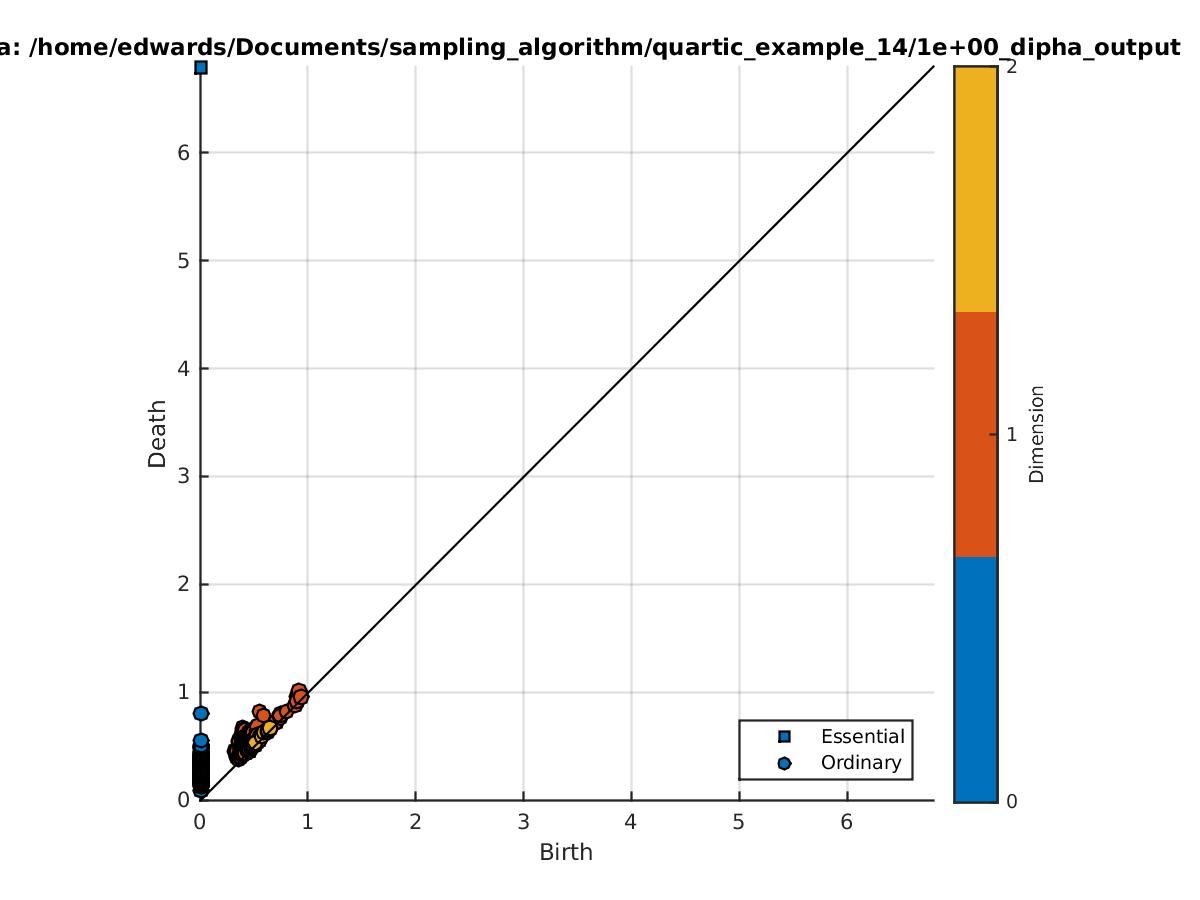 a: /home/edwards/Documents/sampling_algorithm/quartic_example_14/1e+00_dipha_output
2
6
5
4
3
2
1
0
Death
1
0
Dimension
Essential
Ordinary
0 1 2 3 4 5 6
Birth